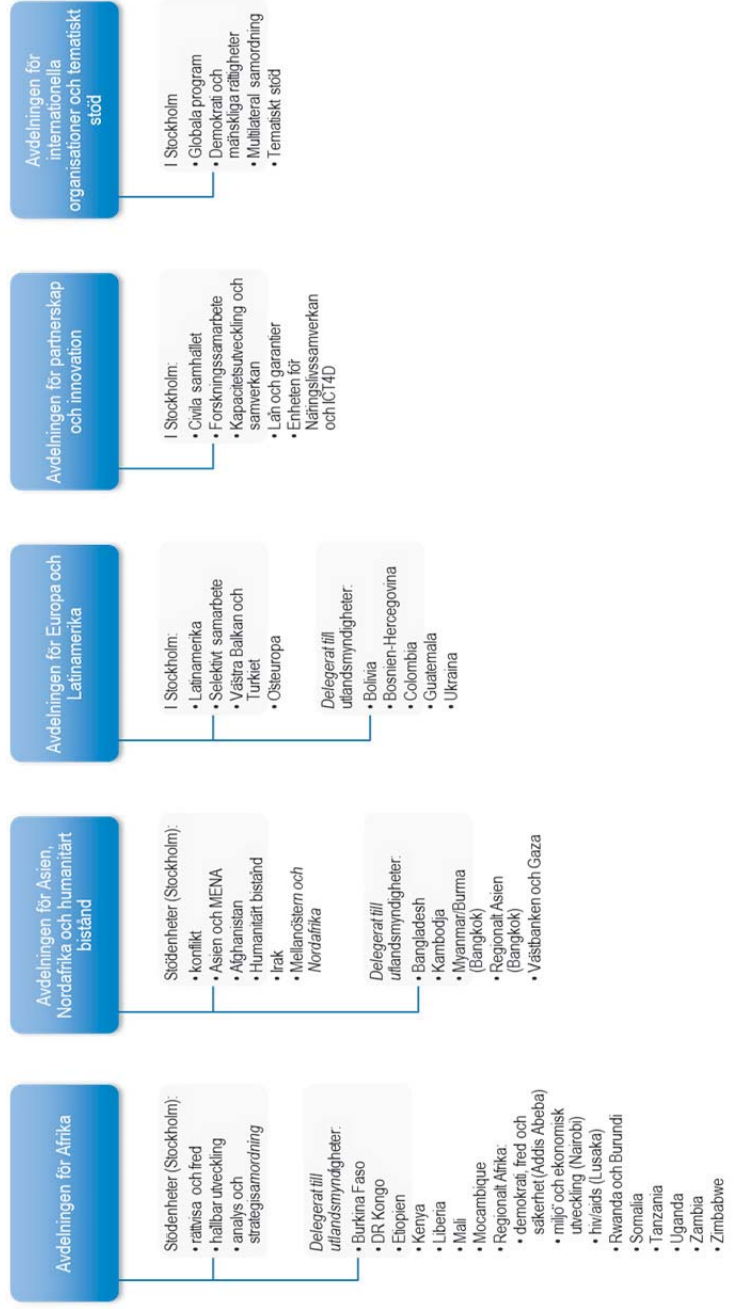 Avdelningen för Afrika
Stödenheter (Stockholm):
• rättvisa och fred
• hållbar utveckling
• analys och
strategisamordning
Delegerat till
utlandsmyndigheter:
• Burkina Faso
• DR Kongo
• Etiopien
• Kenya
• Liberia
• Mali
• Mocambique
• Regionalt Afrika:
• demokrati, fred och
säkerhet (Addis Abeba)
• miljö och ekonomisk
utveckling (Nairobi)
• hiv/aids (Lusaka)
• Rwanda och Burundi
• Somalia
• Tanzania
• Uganda
• Zambia
• Zimbabwe
Avdelningen för Asien,
Nordafrika och humanitärt
bistånd
Stödenheter (Stockholm):
• konflikt
• Asien och MENA
• Afghanistan
• Humanitärt bistånd
• Irak
• Mellanöstern och
Nordafrika
Delegerat till
utlandsmyndigheter:
• Bangladesh
• Kambodja
• Myanmar/Burma
(Bangkok)
• Regionalt Asien
(Bangkok)
• Västbanken och Gaza
Avdelningen för Europa och
Latinamerika
I Stockholm:
• Latinamerika
• Selektivt samarbete
• Västra Balkan och
Turkiet
• Östeuropa
Delegerat till
utlandsmyndigheter:
• Bolivia
• Bosnien-Hercegovina
• Colombia
• Guatemala
• Ukraina
Avdelningen för partnerskap
och innovation
I Stockholm:
• Civila samhället
• Forskningssamarbete
• Kapacitetsutveckling och
samverkan
• Lån och garantier
• Enheten för
Näringslivssamverkan
och ICT4D
Avdelningen för
internationella
organisationer och tematiskt
stöd
I Stockholm
• Globala program
• Demokrati och
mänskliga rättigheter
• Multilateral samordning
• Tematiskt stöd